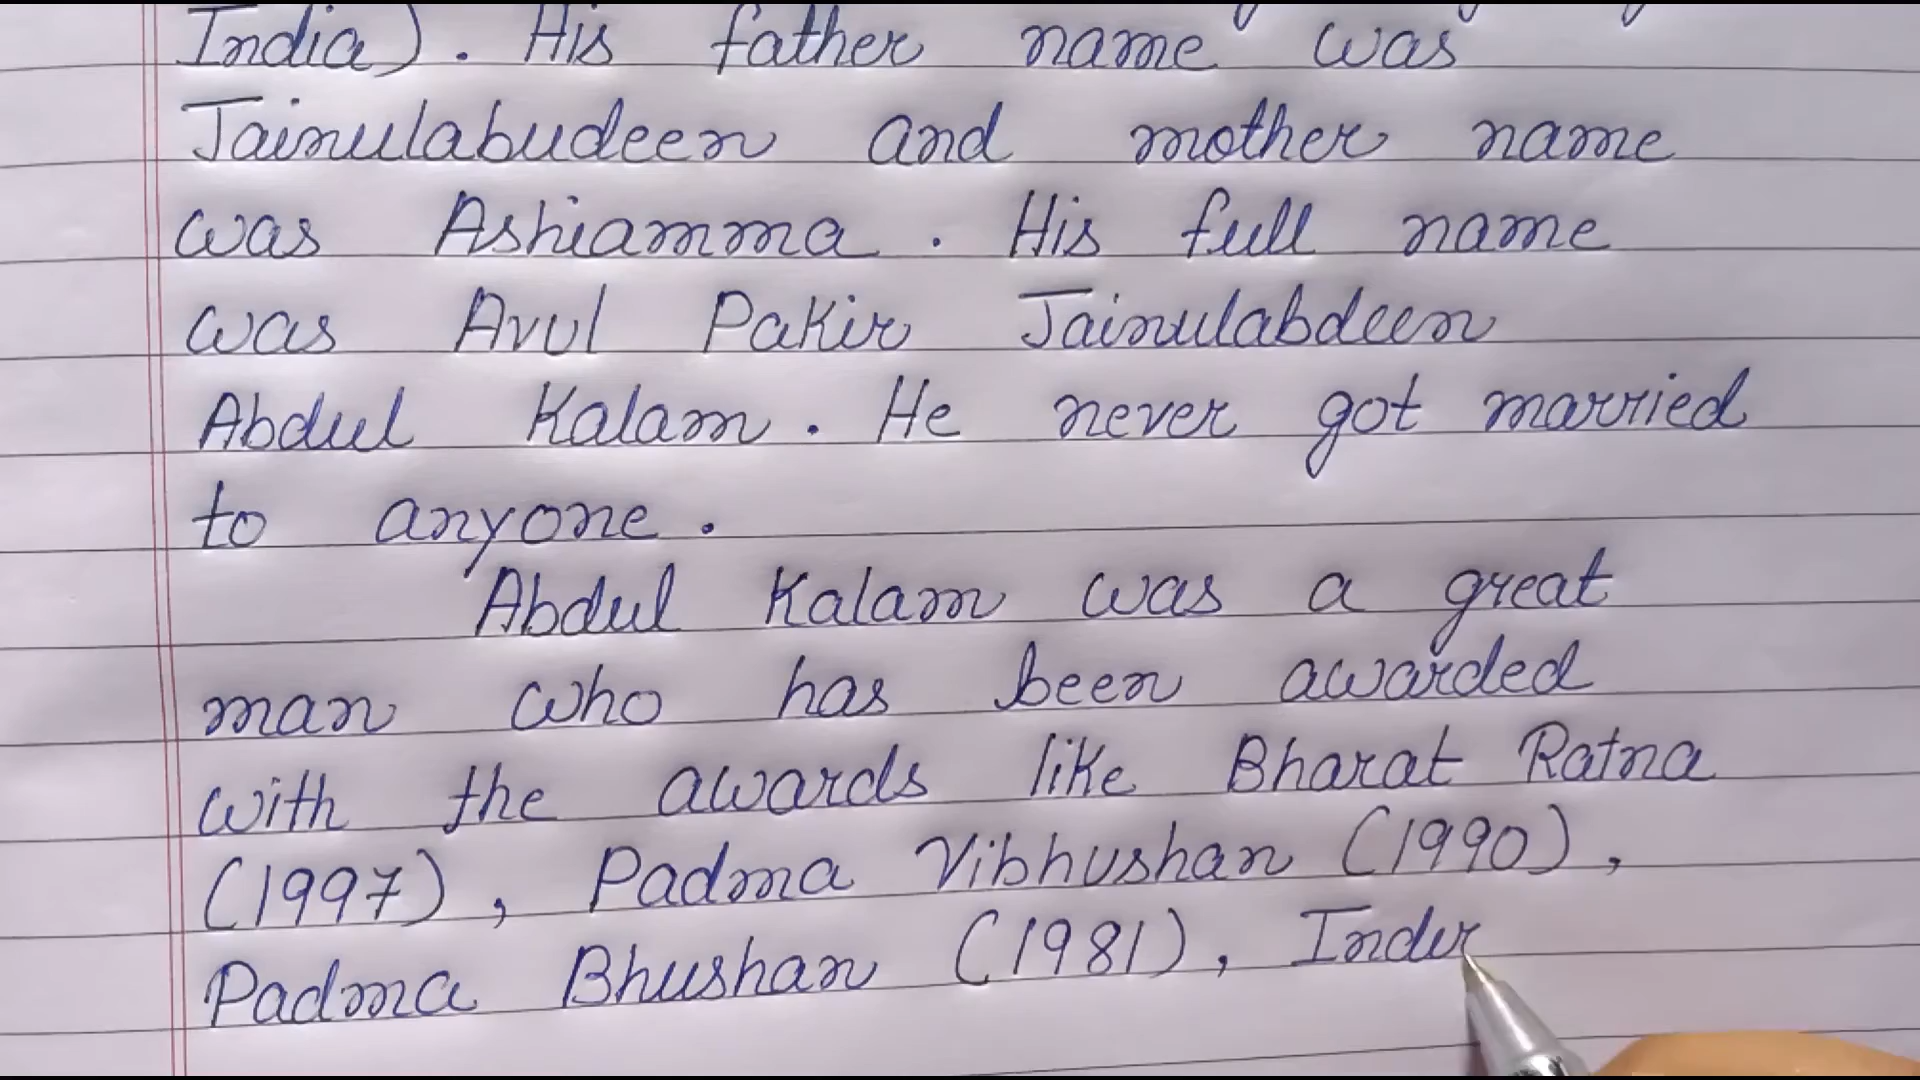 India). His father name was
Jainulabudeen and mother name
was Ashiamma. His full name
was Avul Pakir Jainulabdeen
Abdul Kalam. He never got married
to anyone.
Abdul Kalam was a great
man who has been awarded
with the awards like Bharat Ratna
(1997), Padma Vibhushan (1990),
Padma Bhushan (1981), Indir